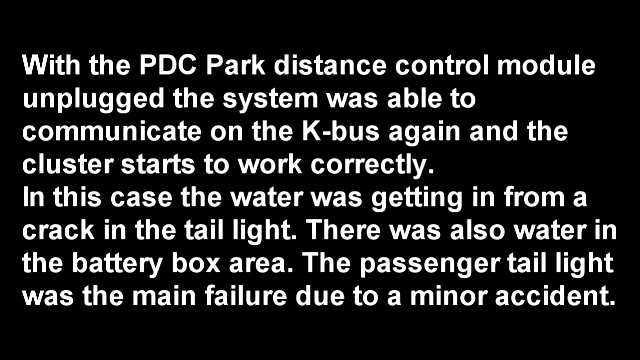 With the PDC Park distance control module
unplugged the system was able to
communicate on the K-bus again and the
cluster starts to work correctly.
In this case the water was getting in from a
crack in the tail light. There was also water in
the battery box area. The passenger tail light
was the main failure due to a minor accident.